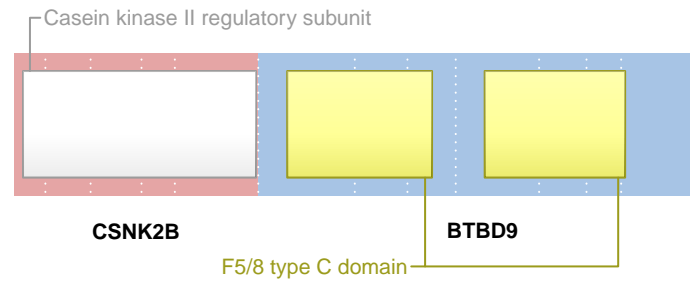 Casein kinase II regulatory subunit
CSNK2B
BTBD9
F5/8 type C domain